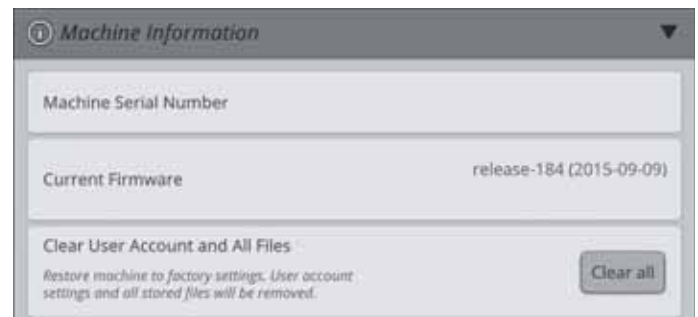 Machine Information
Machine Serial Number
Current Firmware
release-184 (2015-09-09)
Clear User Account and All Files
Restore machine to factory settings. User account
settings and all stored files will be removed.
Clear all